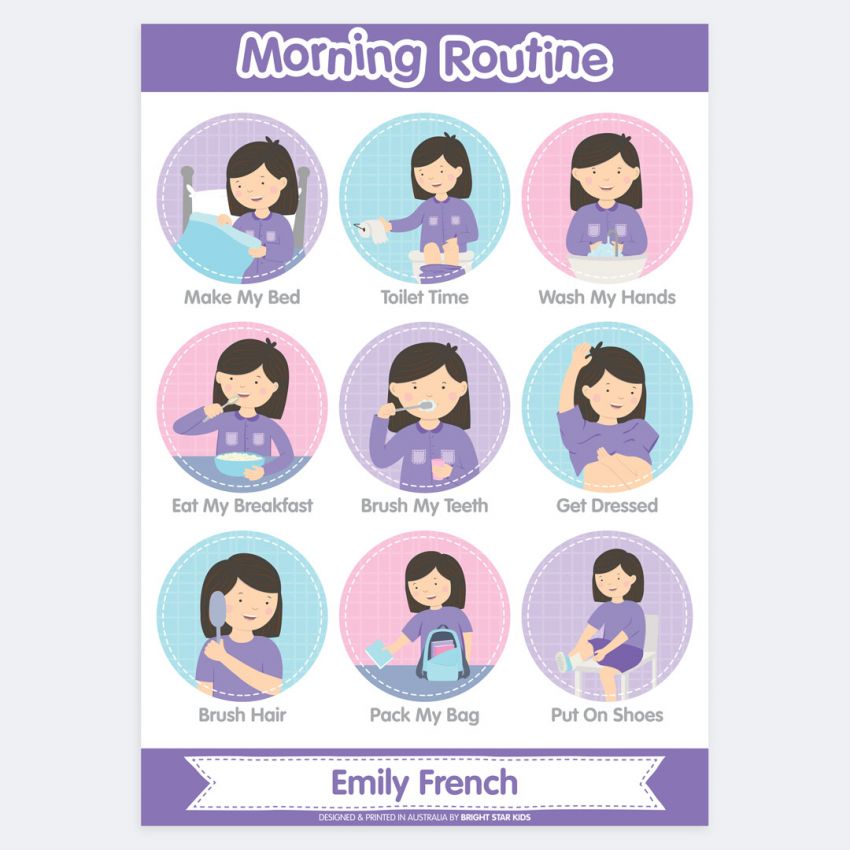 Morning Routine
Make My Bed
Toilet Time
Wash My Hands
Eat My Breakfast
Brush My Teeth
Get Dressed
Brush Hair
Pack My Bag
Put On Shoes
Emily French
DESIGNED & PRINTED IN AUSTRALIA BY BRIGHT STAR KIDS